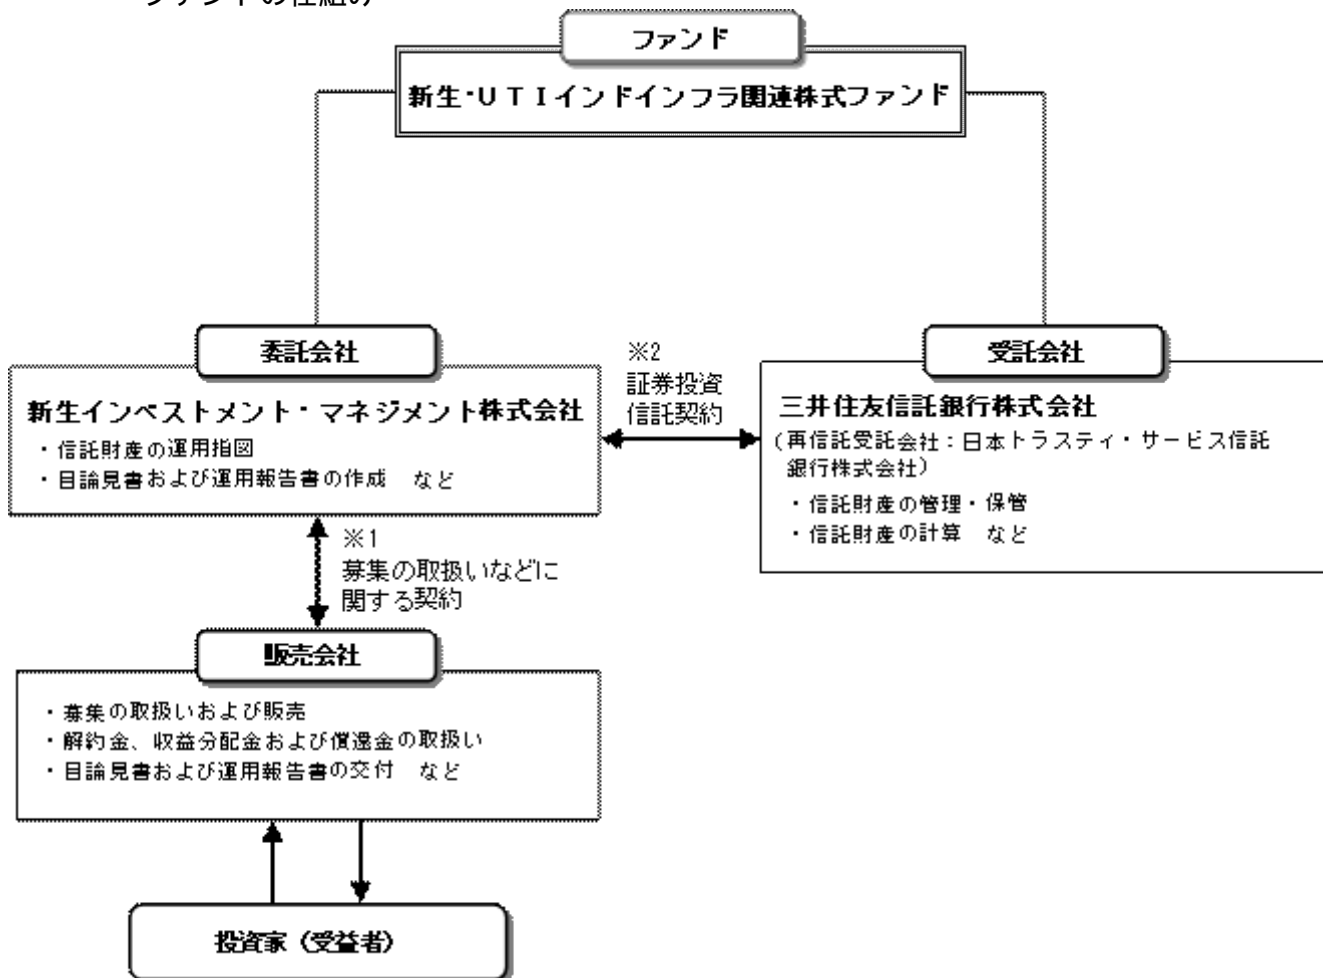 ファンドの仕組み
ファンド
新生・UTIインドインフラ関連株式ファンド
委託会社
新生インベストメント・マネジメント株式会社
・信託財産の運用指図
・目論見書および運用報告書の作成 など
※2
証券投資
信託契約
受託会社
三井住友信託銀行株式会社
(再信託受託会社：日本トラスティ・サービス信託
銀行株式会社)
・信託財産の管理・保管
・信託財産の計算 など
※1
募集の取扱いなどに
関する契約
販売会社
・募集の取扱いおよび販売
・解約金、収益分配金および償還金の取扱い
・目論見書および運用報告書の交付 など
投資家（受益者）